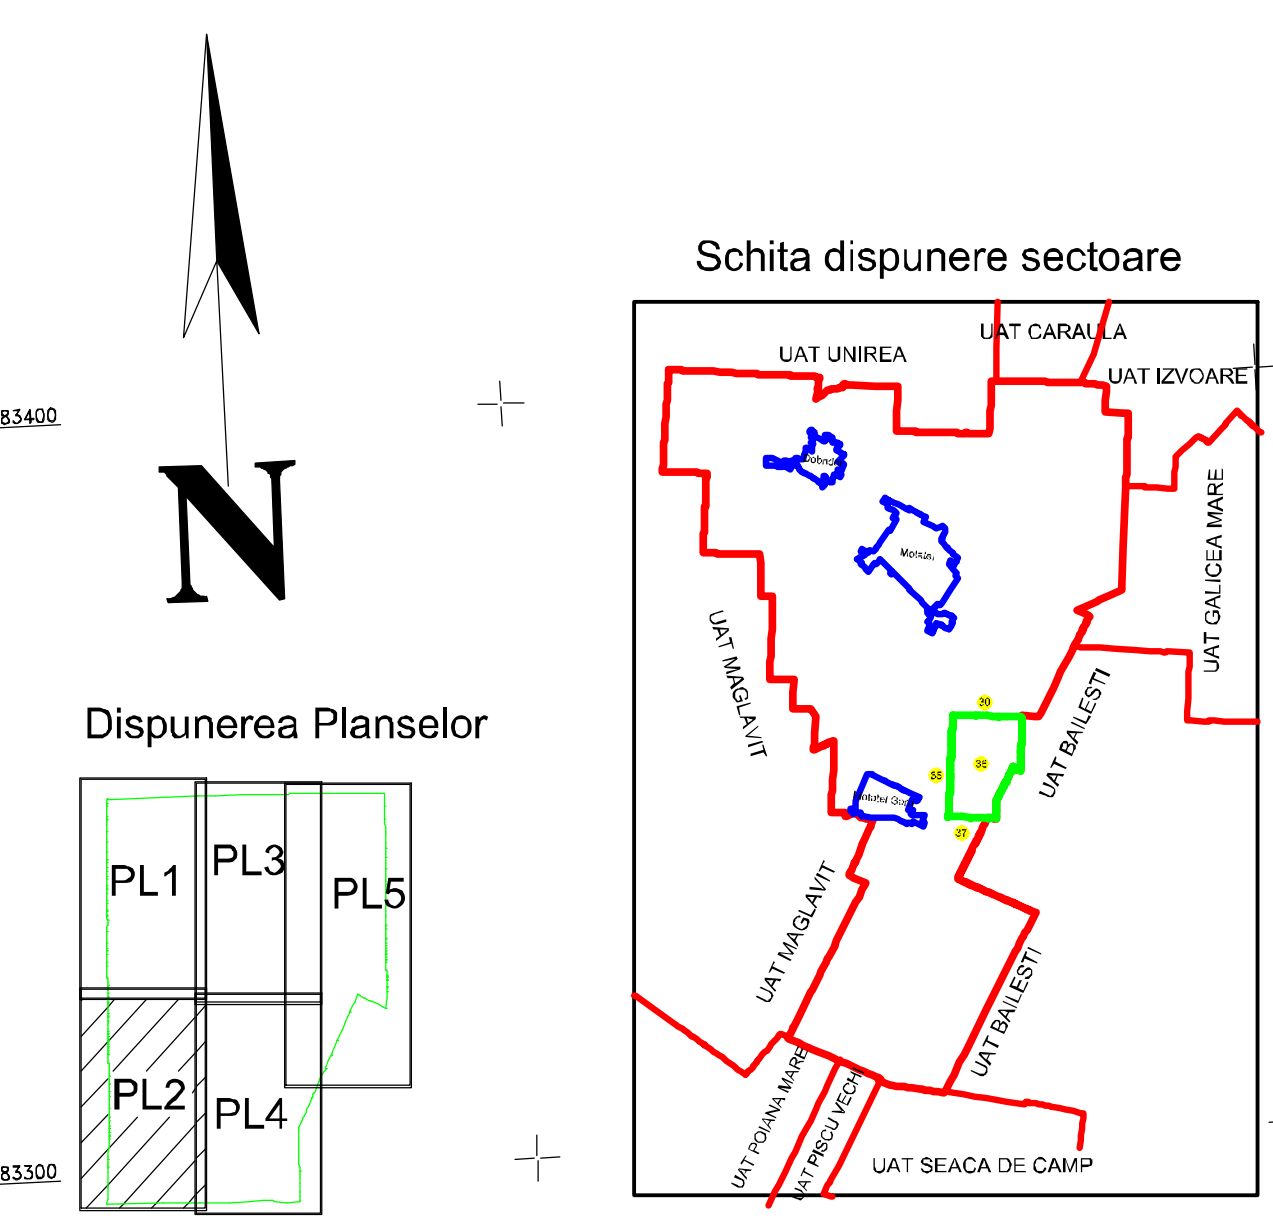 Schita dispunere sectoare
UAT CARAULA
UAT UNIREA
UAT IZVOARE
83400
N
Motatei
UAT GALICEA MARE
UAT MAGLAVIT
UAT BAILESTI
30
Dispunerea Planselor
35
37
PL1
PL3
PL5
UAT MAGLAVIT
UAT BAILESTI
PL2
PL4
UAT POIANA MARE
UAT PISCU VECHI
83300
UAT SEACA DE CAMP